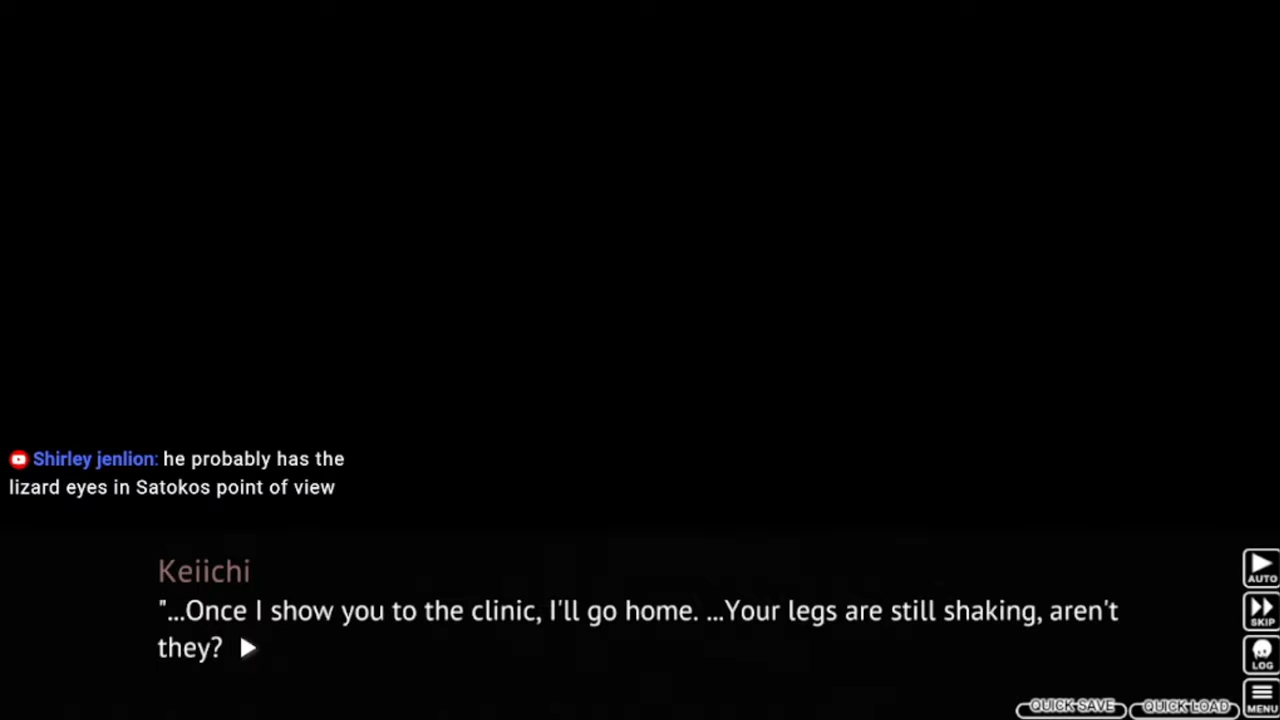 Shirley jenlion: he probably has the
lizard eyes in Satokos point of view
Keiichi
"...Once I show you to the clinic, I'll go home. ...Your legs are still shaking, aren't
they?
AUTO
SKIP
LOG
MENU
QUICK SAVE
QUICK LOAD